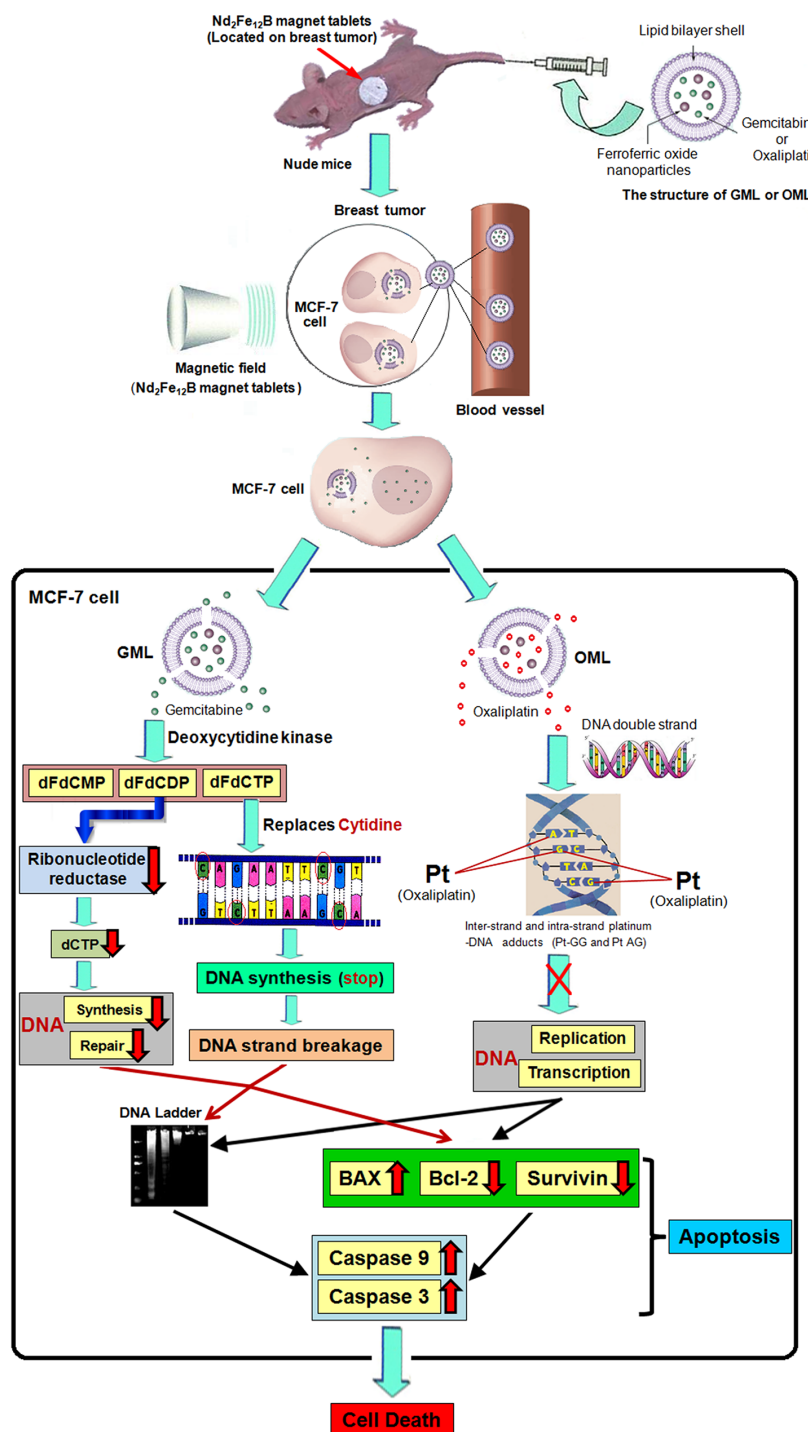 Nd2Fe12B magnet tablets
(Located on breast tumor)
Lipid bilayer shell
Gemcitabine
or
Oxaliplatin
Ferroferric oxide
nanoparticles
The structure of GML or OML
Nude mice
Breast tumor
MCF-7
cell
Magnetic field
(Nd2Fe12B magnet tablets)
Blood vessel
MCF-7 cell
MCF-7 cell
GML
Gemcitabine
OML
Oxaliplatin
Deoxycytidine kinase
DNA double strand
dFdCMP
dFdCDP
dFdCTP
Replaces Cytidine
Ribonucleotide
reductase
C A G A A T T C G T
G T C T T A A G C A
A T
G C
T A
C G
Pt
(Oxaliplatin)
Pt
(Oxaliplatin)
Inter-strand and intra-strand platinum
-DNA adducts (Pt-GG and Pt AG)
dCTP
DNA synthesis (stop)
DNA
Synthesis
Repair
DNA strand breakage
DNA
Replication
Transcription
DNA Ladder
BAX
Bcl-2
Survivin
Apoptosis
Caspase 9
Caspase 3
Cell Death